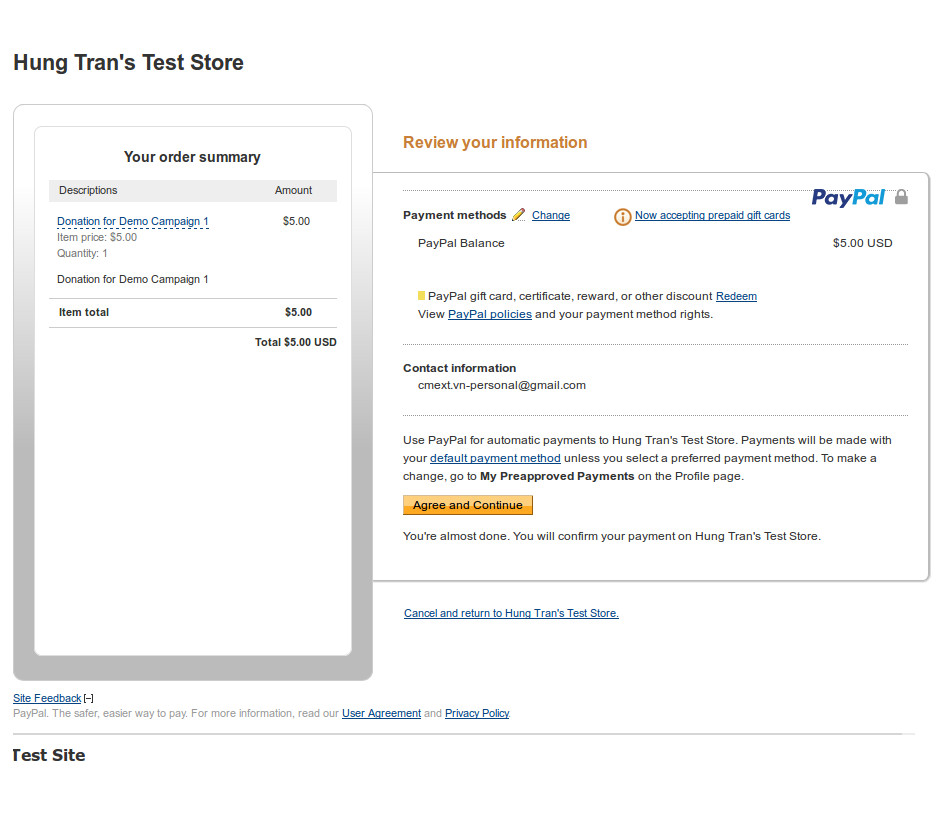 Hung Tran's Test Store
Your order summary
Descriptions Amount
Donation for Demo Campaign 1 $5.00
Item price: $5.00
Quantity: 1
Donation for Demo Campaign 1
Item total $5.00
Total $5.00 USD
Review your information
PayPal
Payment methods Change Now accepting prepaid gift cards
PayPal Balance $5.00 USD
PayPal gift card, certificate, reward, or other discount Redeem
View PayPal policies and your payment method rights.
Contact information
cmext.vn-personal@gmail.com
Use PayPal for automatic payments to Hung Tran's Test Store. Payments will be made with
your default payment method unless you select a preferred payment method. To make a
change, go to My Preapproved Payments on the Profile page.
Agree and Continue
You're almost done. You will confirm your payment on Hung Tran's Test Store.
Cancel and return to Hung Tran's Test Store.
Site Feedback [-]
PayPal. The safer, easier way to pay. For more information, read our User Agreement and Privacy Policy
Test Site